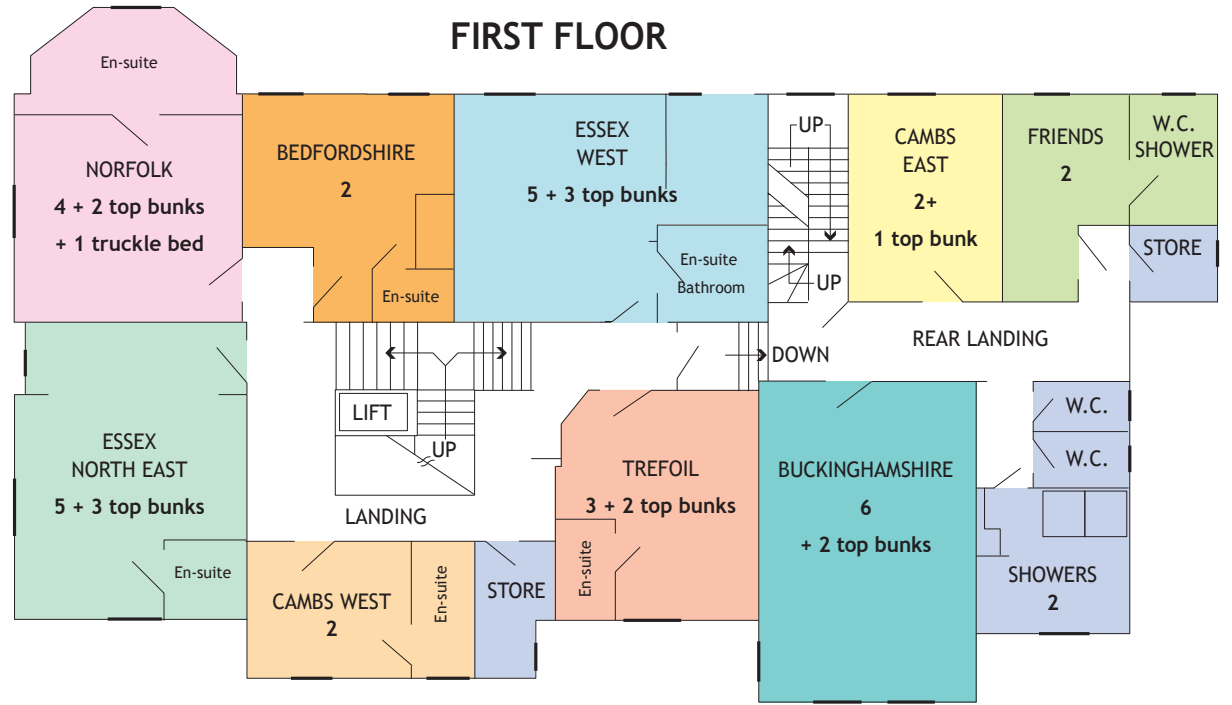 FIRST FLOOR
En-suite
NORFOLK
4 + 2 top bunks
+ 1 truckle bed
BEDFORDSHIRE
2
En-suite
ESSEX
WEST
5 + 3 top bunks
En-suite
Bathroom
UP
UP
CAMBS
EAST
2+
1 top bunk
FRIENDS
2
W.C.
SHOWER
STORE
REAR LANDING
DOWN
LIFT
UP
LANDING
ESSEX
NORTH EAST
5 + 3 top bunks
En-suite
CAMBS WEST
2
En-suite
STORE
TREFOIL
3 + 2 top bunks
En-suite
BUCKINGHAMSHIRE
6
+ 2 top bunks
W.C.
W.C.
SHOWERS
2